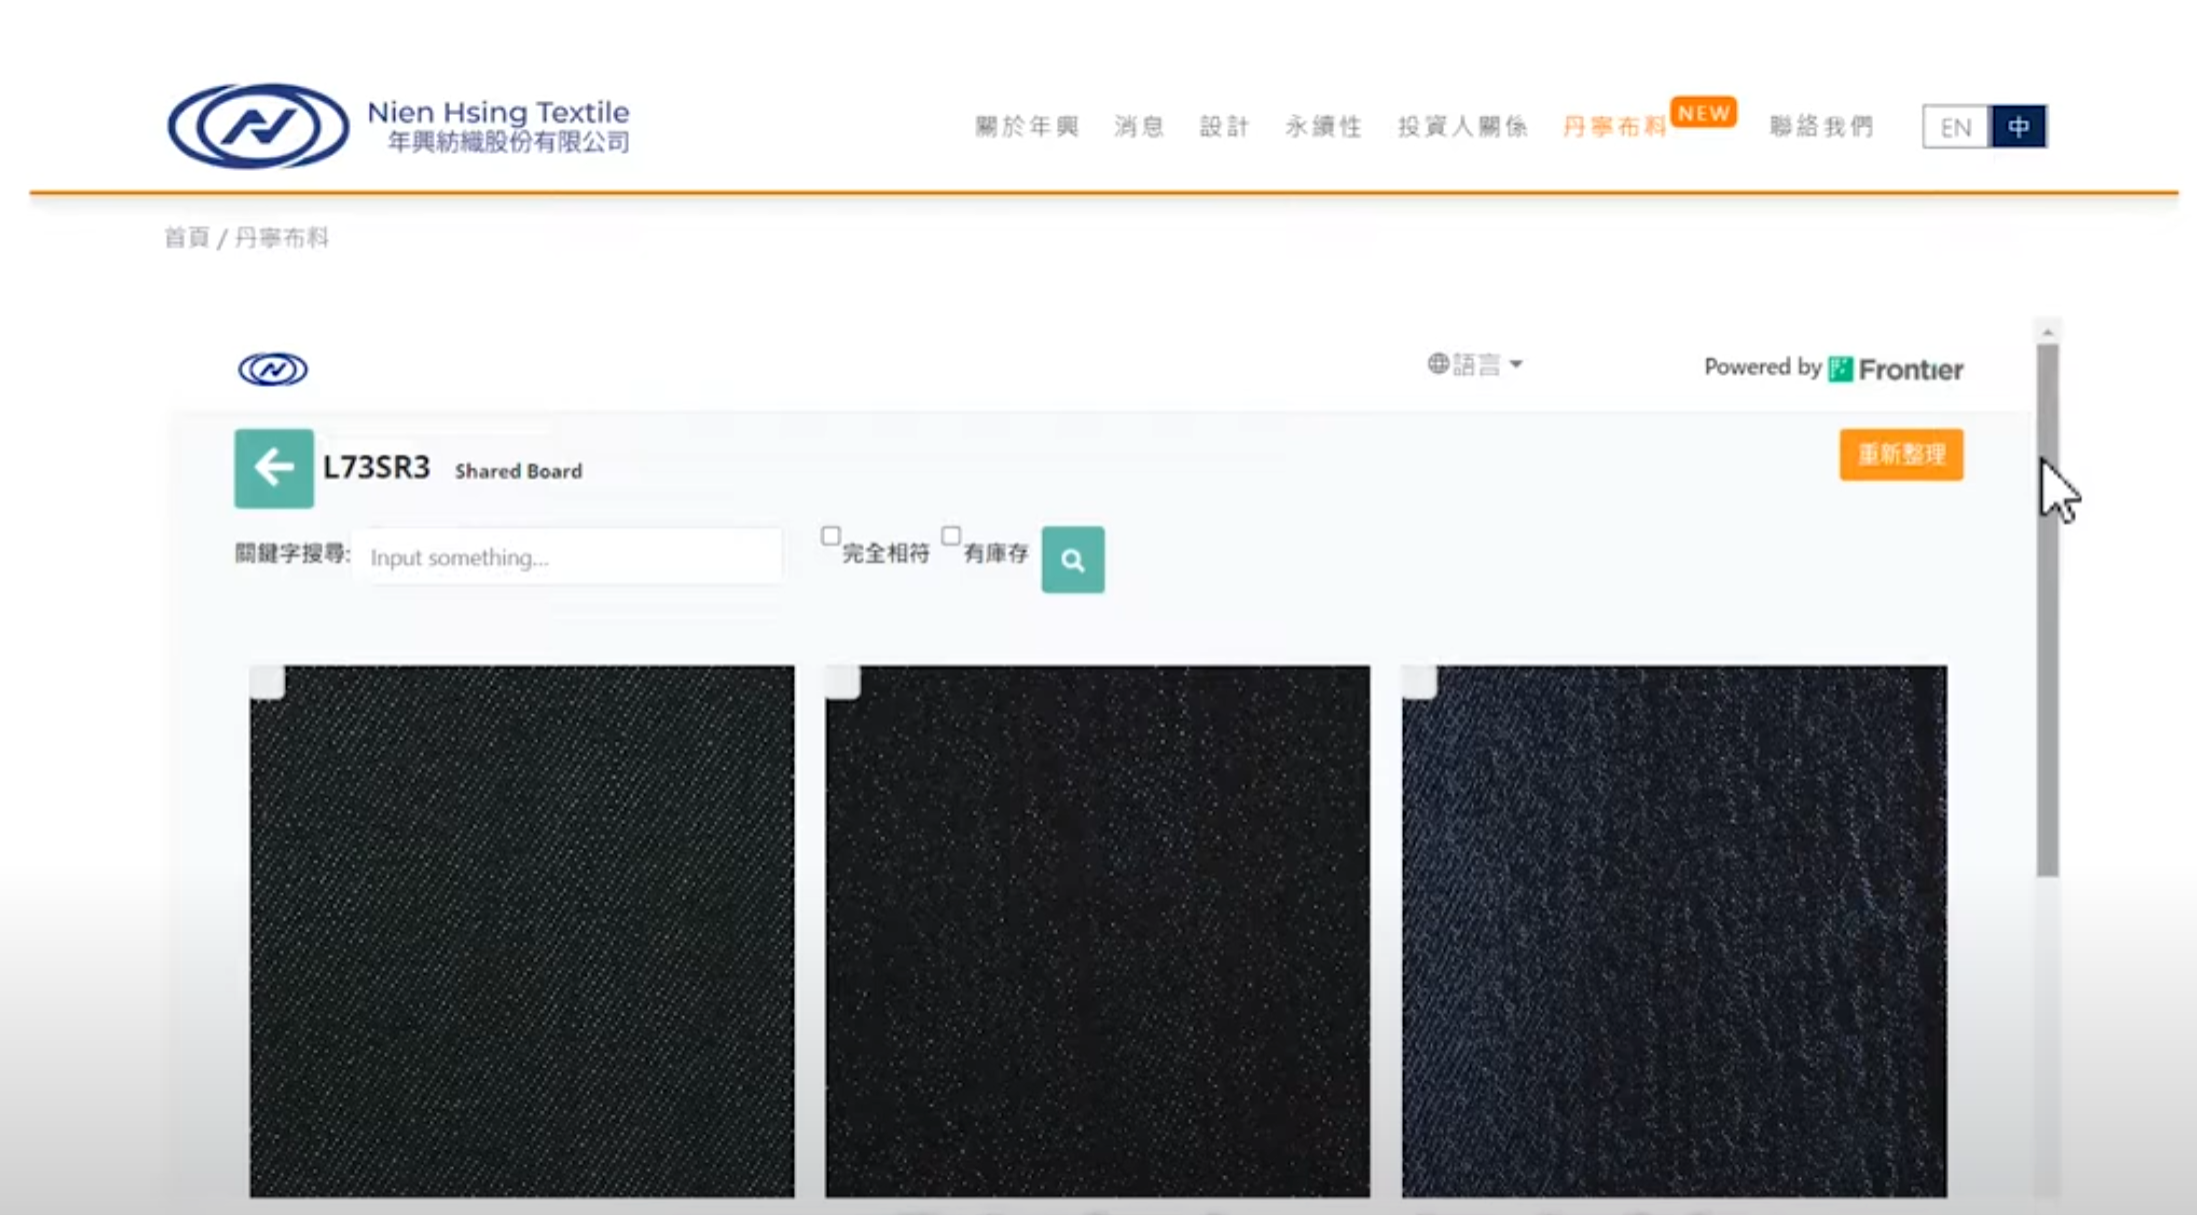 Nien Hsing Textile
年興紡織股份有限公司
關於年興 消息 設計 永續性 投資人關係 丹寧布料 NEW 聯絡我們 EN 中
首頁 / 丹寧布料
語言 Powered by Frontier
L73SR3 Shared Board 重新整理
關鍵字搜尋: Input something... 完全相符 有庫存